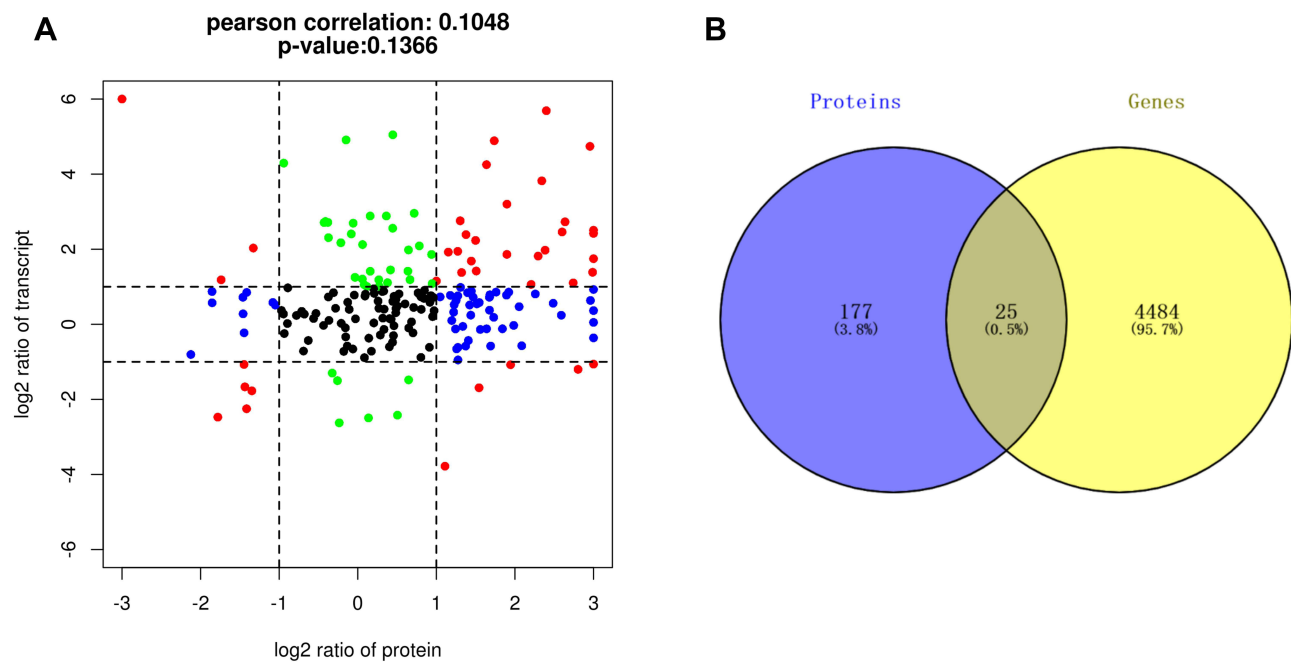 A
pearson correlation: 0.1048
p-value:0.1366
log2 ratio of transcript
6
4
2
0
-2
-4
-6
-3
-2
-1
0
1
2
3
log2 ratio of protein
B
Proteins
Genes
177
(3.8%)
25
(0.5%)
4484
(95.7%)